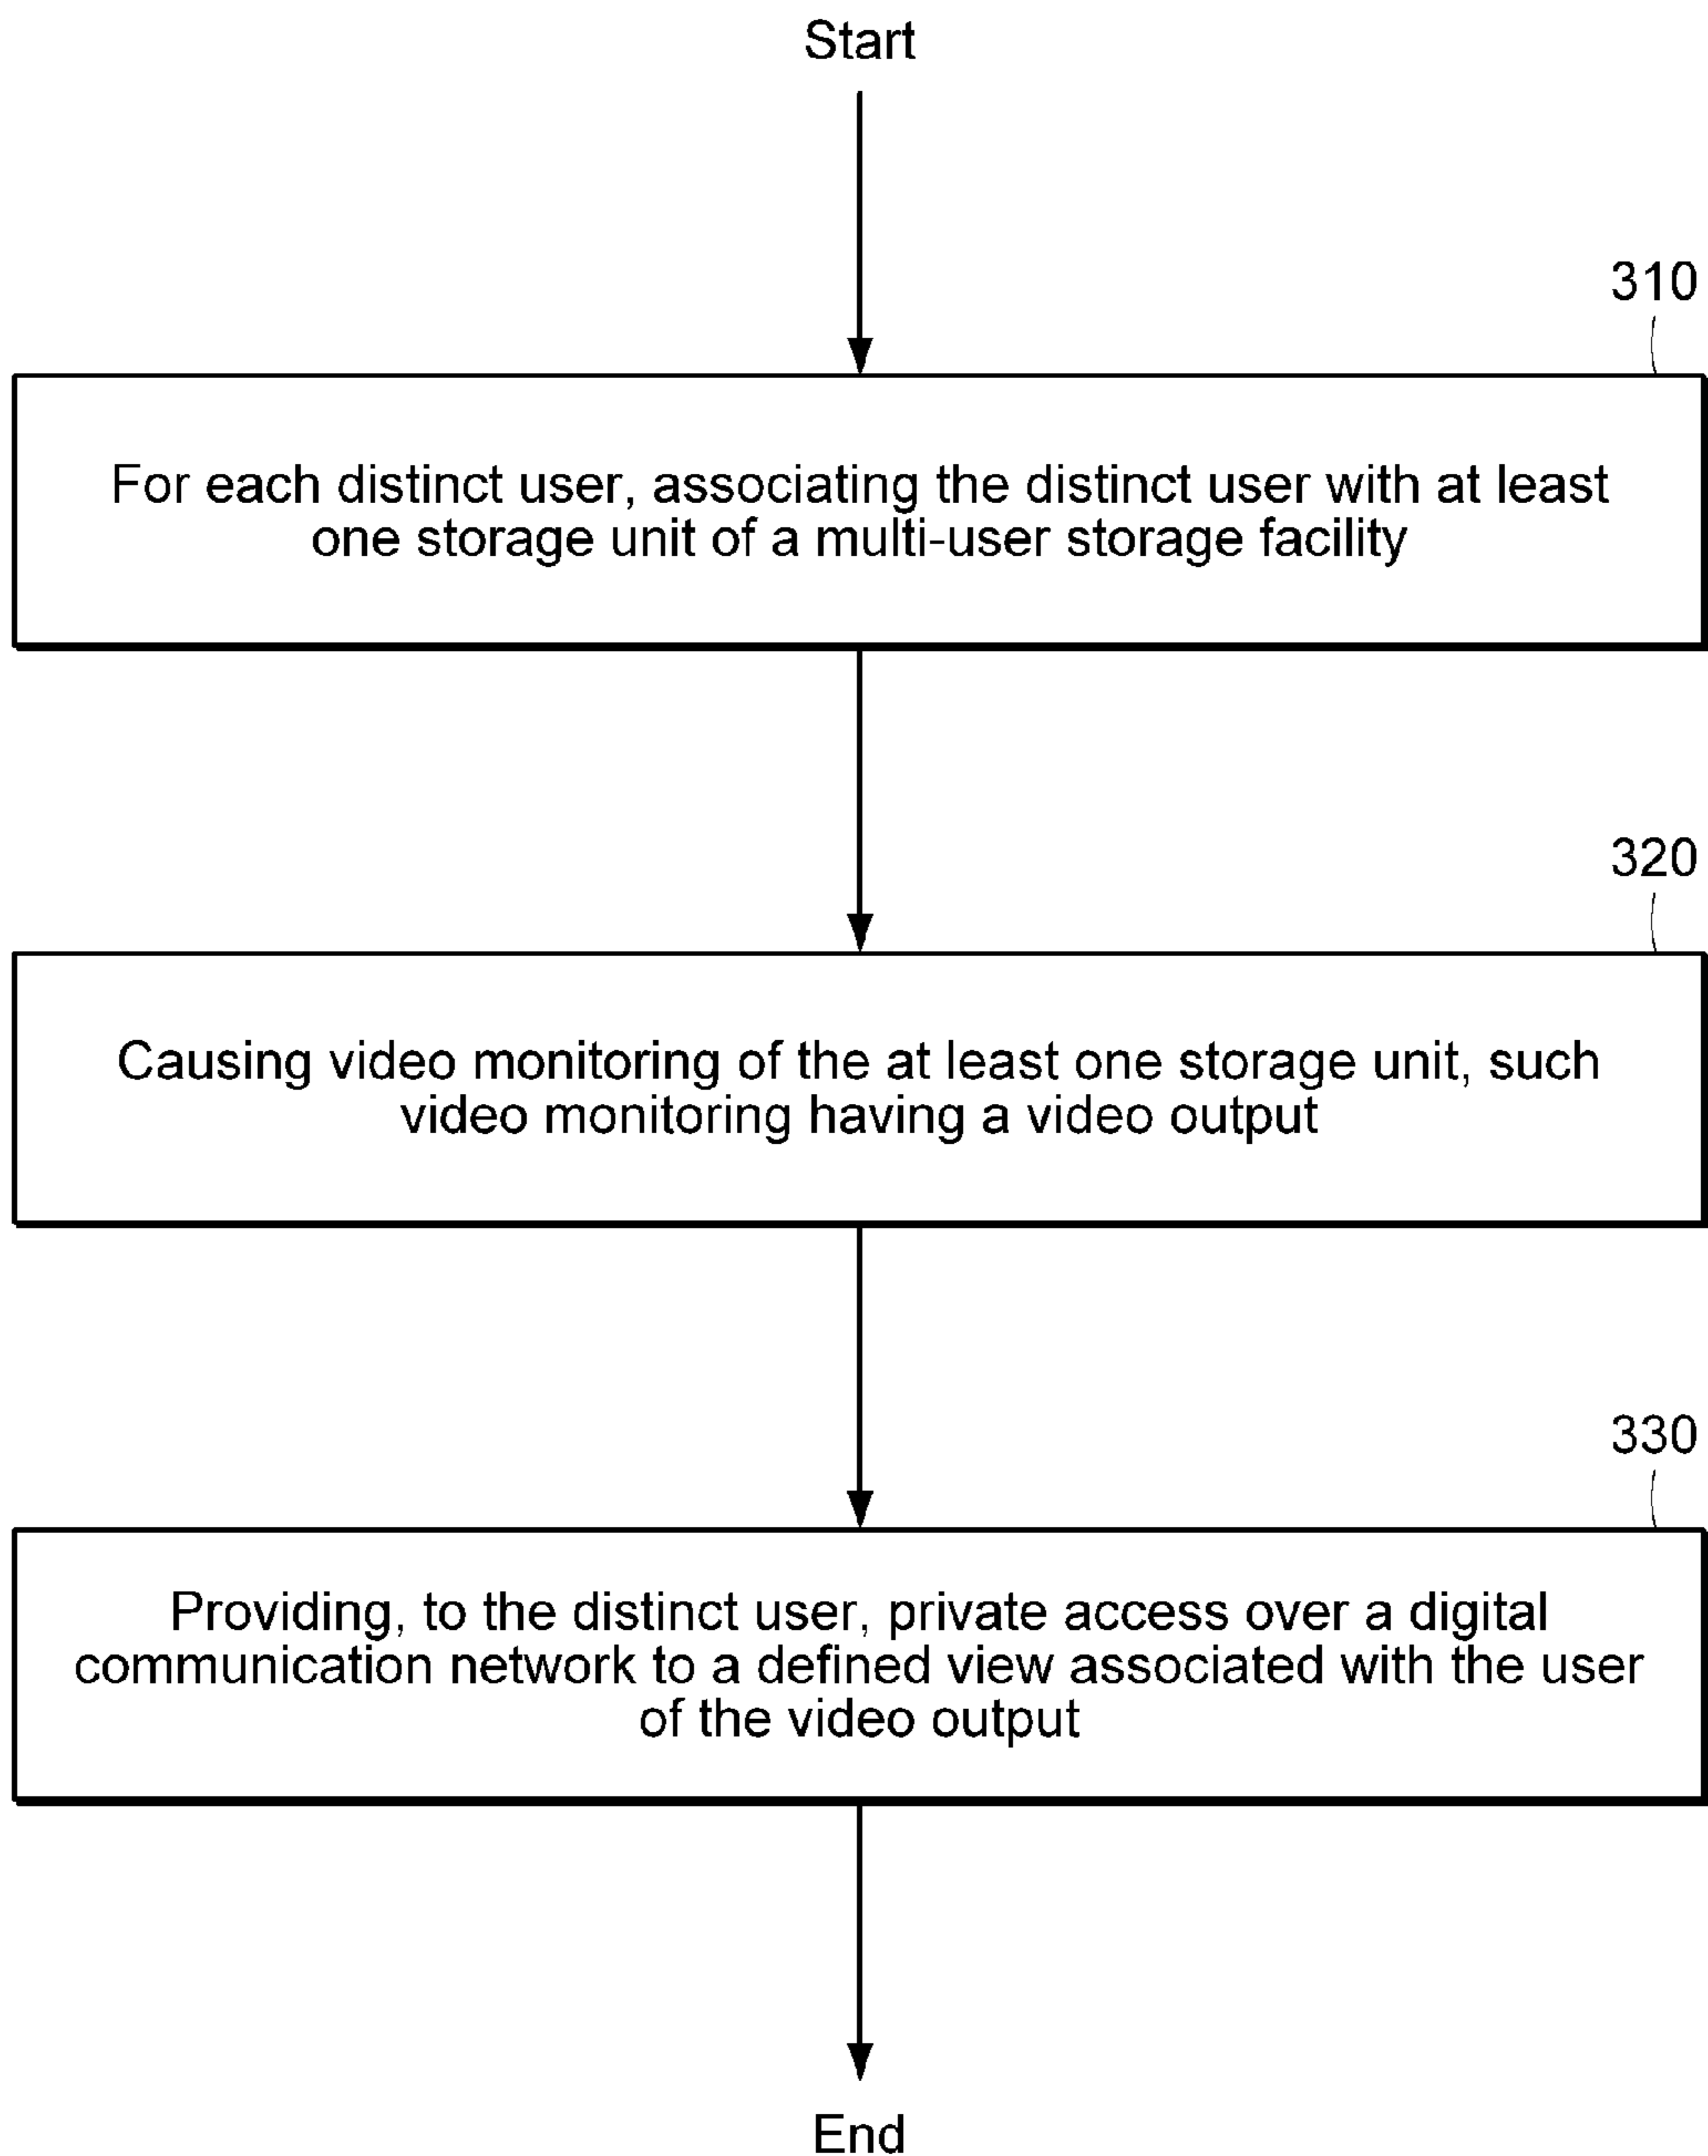 Start
310
For each distinct user, associating the distinct user with at least
one storage unit of a multi-user storage facility
320
Causing video monitoring of the at least one storage unit, such
video monitoring having a video output
330
Providing, to the distinct user, private access over a digital
communication network to a defined view associated with the user
of the video output
End